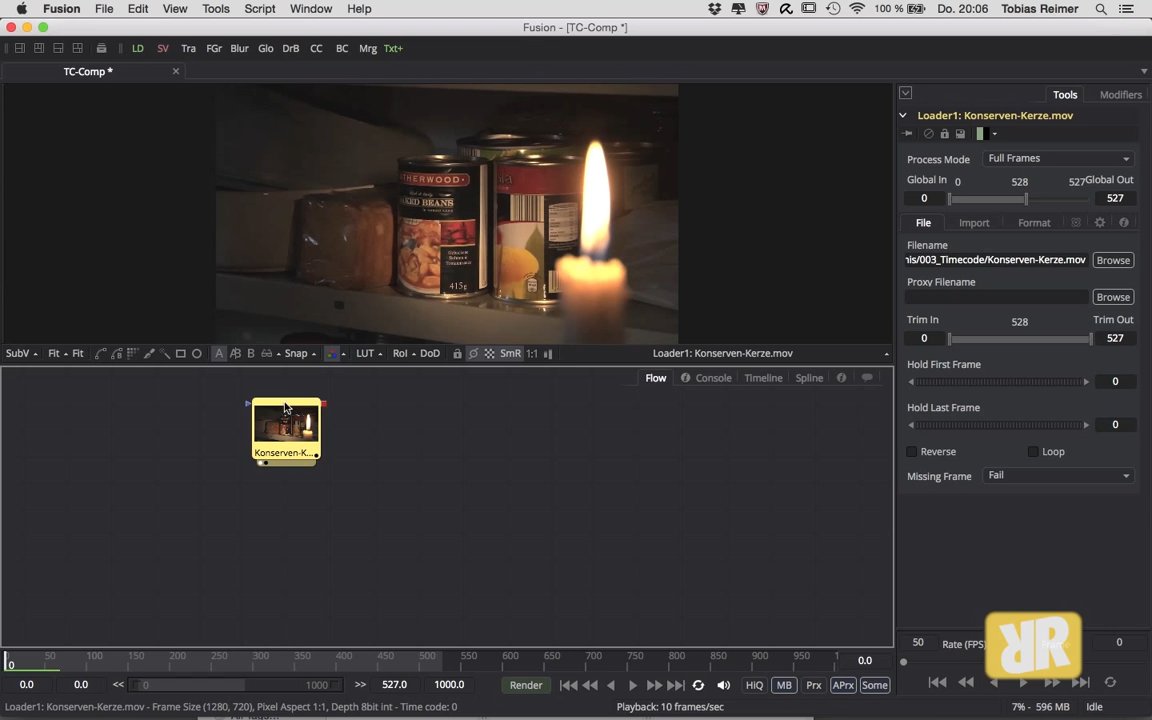 Fusion File Edit View Tools Script Window Help
100 % Do. 20:06 Tobias Reimer
Fusion - [TC-Comp *]
LD SV Tra FGr Blur Glo DrB CC BC Mrg Txt+
TC-Comp *
Tools Modifiers
Loader1: Konserven-Kerze.mov
Process Mode Full Frames
Global In 0 528 527 Global Out
0 527
File Import Format
Filename
nis/003_Timecode/Konserven-Kerze.mov Browse
Proxy Filename
Browse
Trim In 528 Trim Out
0 527
Hold First Frame
0
Hold Last Frame
0
Reverse Loop
Missing Frame Fail
BAKED BEANS
415g
SubV Fit Fit A B Snap LUT RoI DoD SmR 1:1 Loader1: Konserven-Kerze.mov
Flow Console Timeline Spline
Konserven-K...
0 50 100 150 200 250 300 350 400 450 500 550 600 650 700 750 800 850 900 950 1 0.0
0.0 0.0 << 0 1000 >> 527.0 1000.0 Render HiQ MB Prx APrx Some
50 Rate (FPS) 0
RR
Loader1: Konserven-Kerze.mov - Frame Size (1280, 720), Pixel Aspect 1:1, Depth 8bit int - Time code: 0 Playback: 10 frames/sec 7% - 596 MB Idle